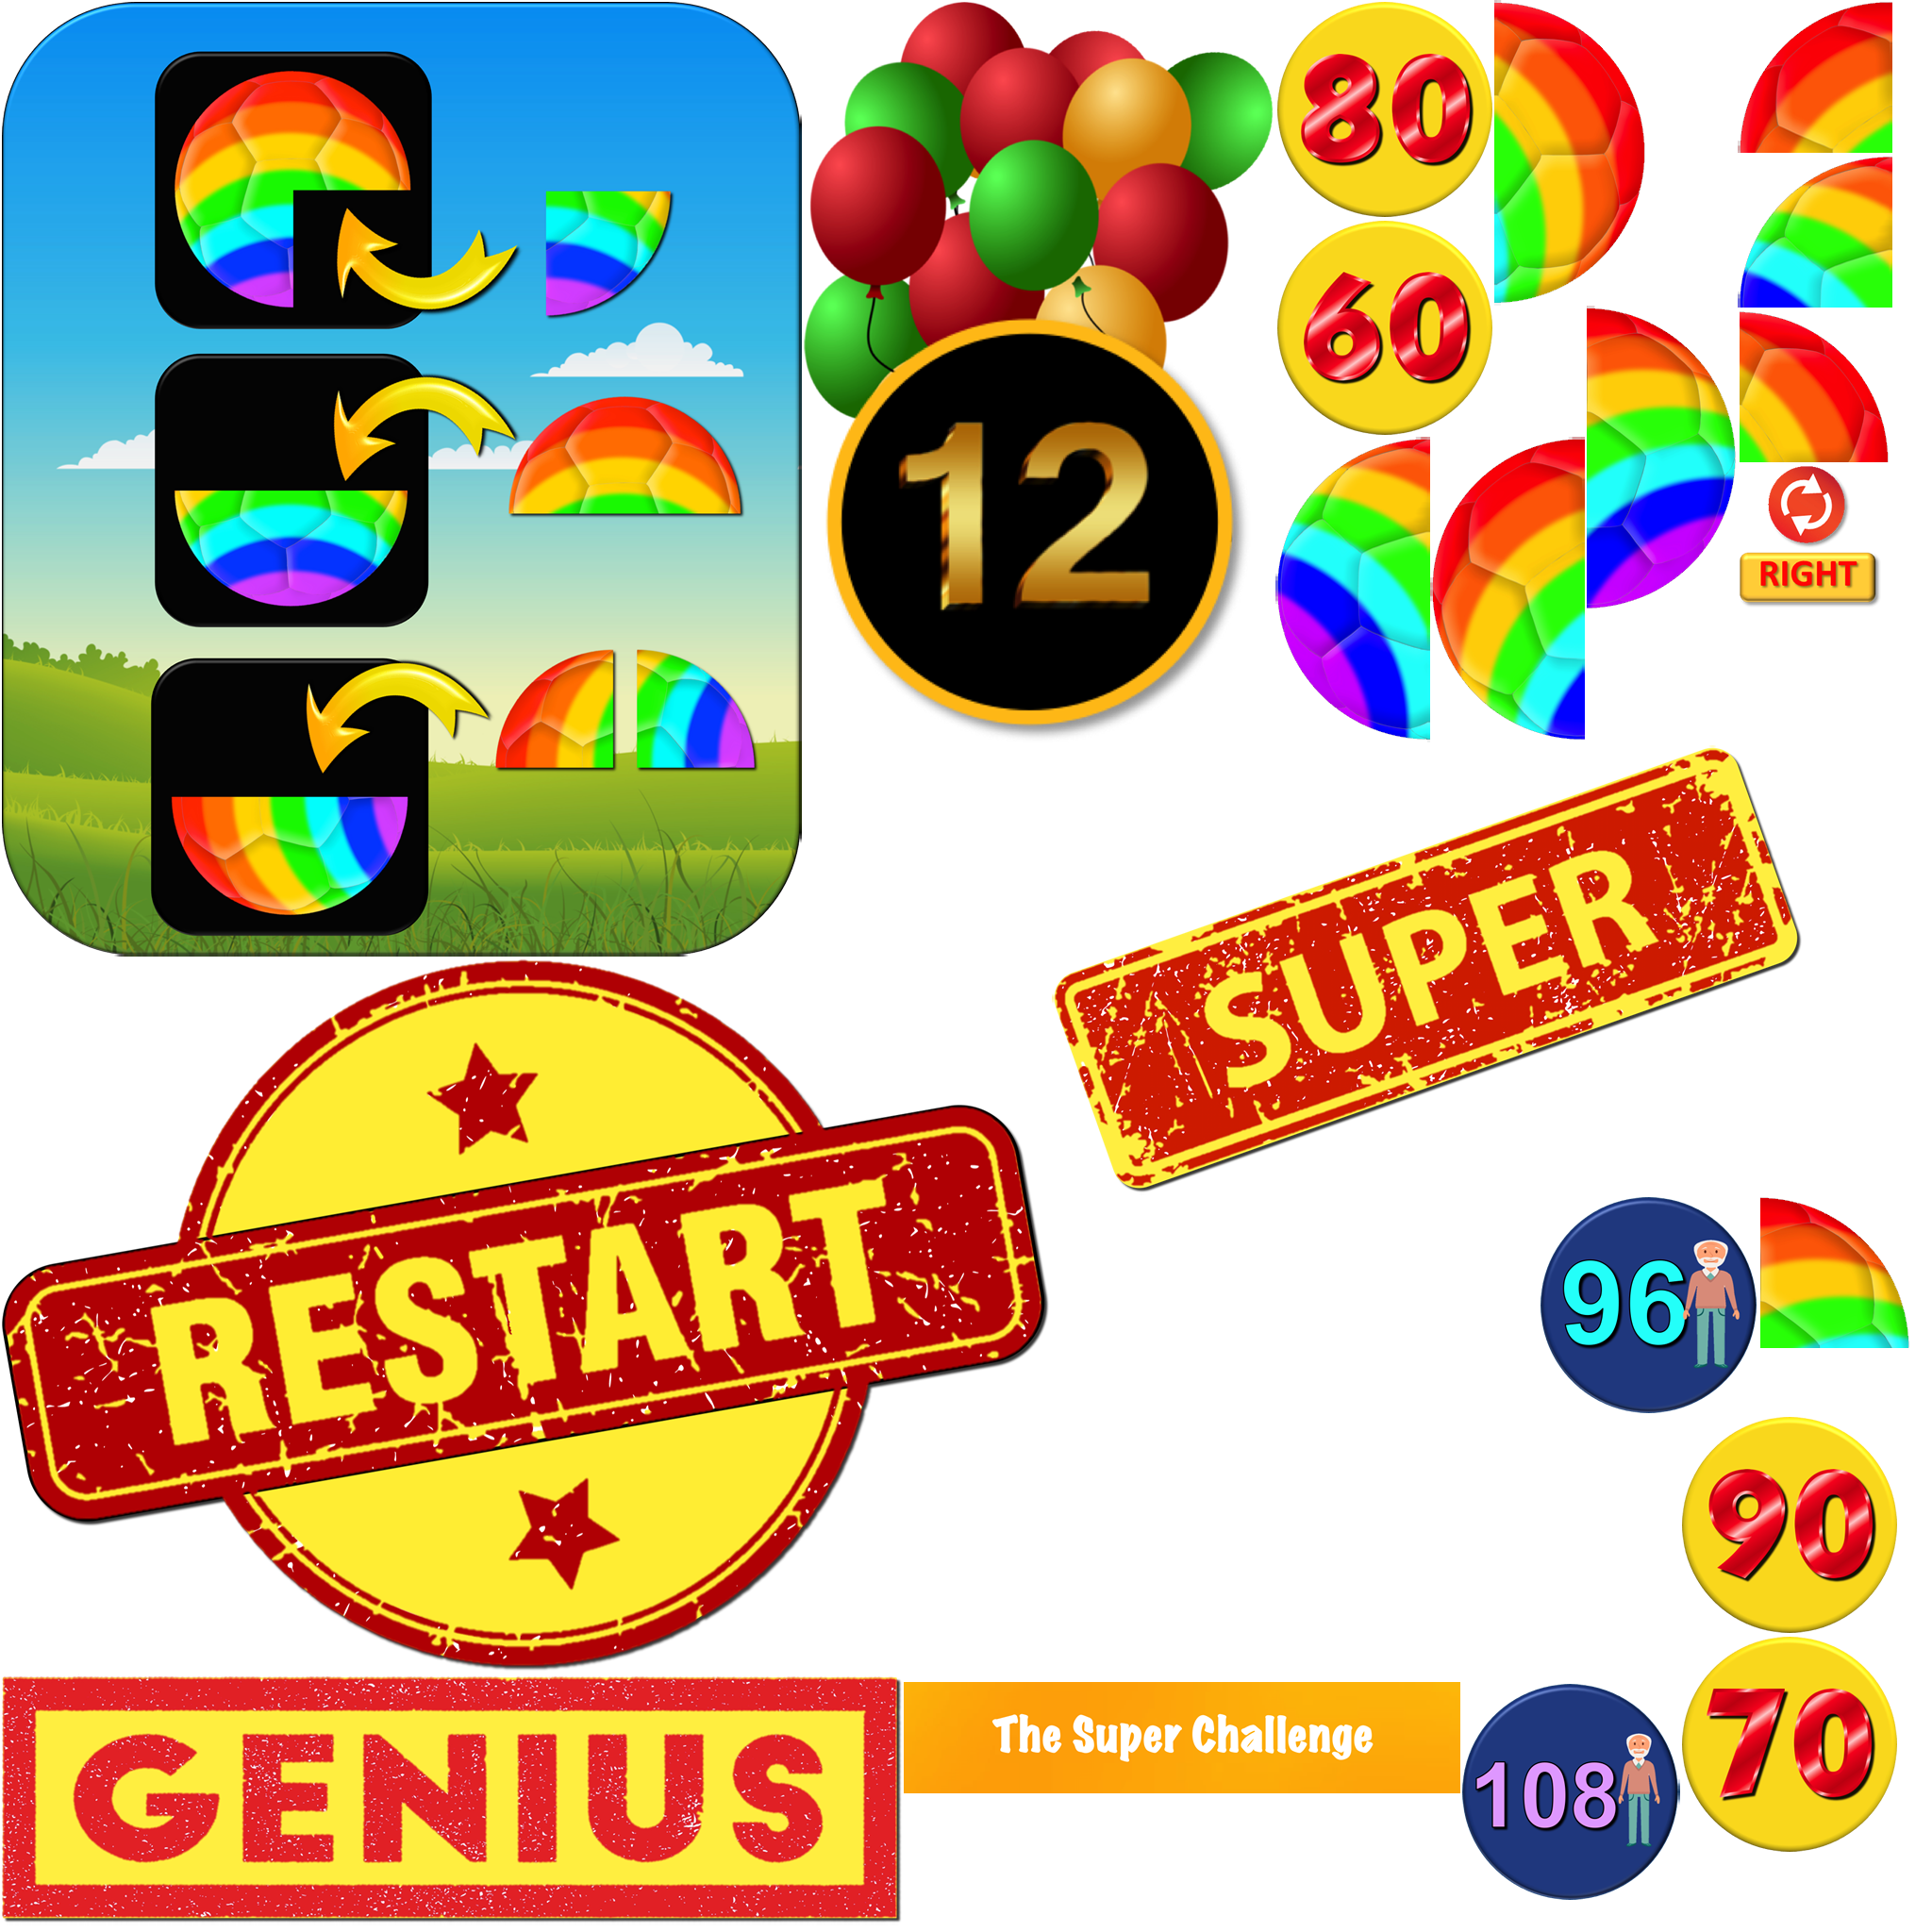 80
60
12
RIGHT
SUPER
RESTART
96
90
70
GENIUS
The Super Challenge
108